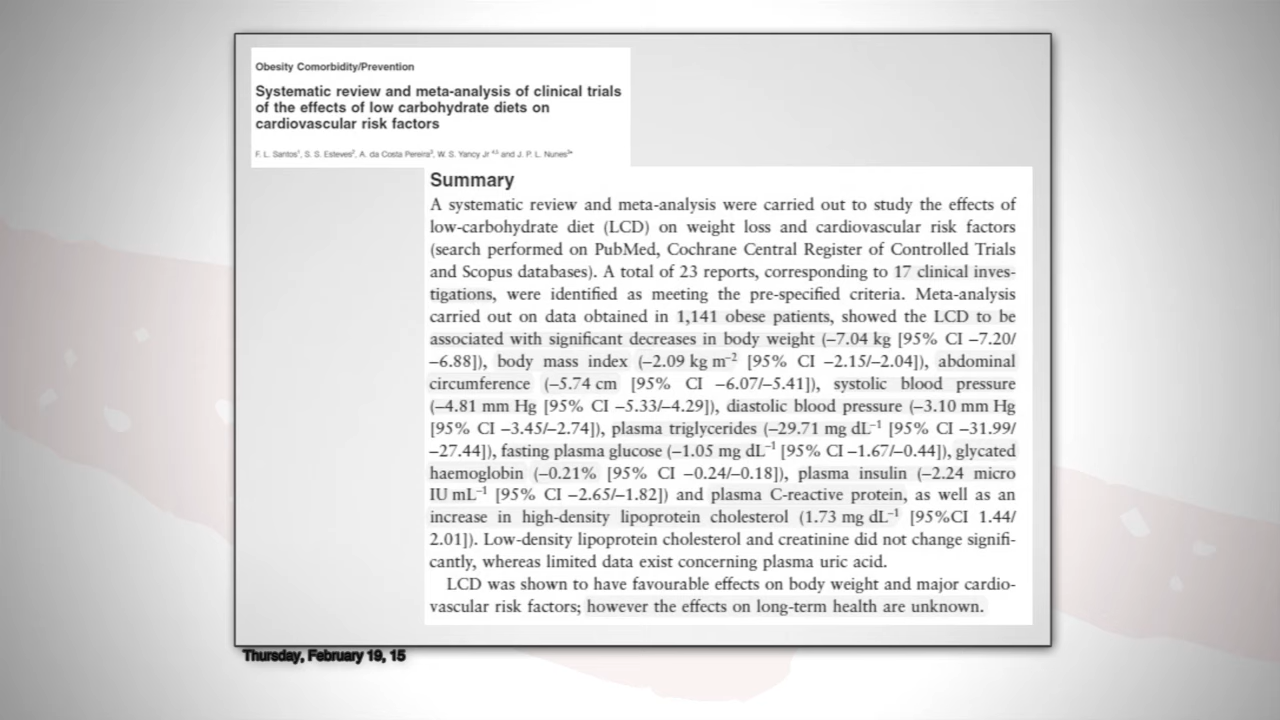 Obesity Comorbidity/Prevention
Systematic review and meta-analysis of clinical trials
of the effects of low carbohydrate diets on
cardiovascular risk factors
F. L. Santos¹, S. S. Esteves², A. da Costa Pereira³, W. S. Yancy Jr ⁴,⁵ and J. P. L. Nunes³*
Summary
A systematic review and meta-analysis were carried out to study the effects of
low-carbohydrate diet (LCD) on weight loss and cardiovascular risk factors
(search performed on PubMed, Cochrane Central Register of Controlled Trials
and Scopus databases). A total of 23 reports, corresponding to 17 clinical inves-
tigations, were identified as meeting the pre-specified criteria. Meta-analysis
carried out on data obtained in 1,141 obese patients, showed the LCD to be
associated with significant decreases in body weight (–7.04 kg [95% CI –7.20/
–6.88]), body mass index (–2.09 kg m⁻² [95% CI –2.15/–2.04]), abdominal
circumference (–5.74 cm [95% CI –6.07/–5.41]), systolic blood pressure
(–4.81 mm Hg [95% CI –5.33/–4.29]), diastolic blood pressure (–3.10 mm Hg
[95% CI –3.45/–2.74]), plasma triglycerides (–29.71 mg dL⁻¹ [95% CI –31.99/
–27.44]), fasting plasma glucose (–1.05 mg dL⁻¹ [95% CI –1.67/–0.44]), glycated
haemoglobin (–0.21% [95% CI –0.24/–0.18]), plasma insulin (–2.24 micro
IU mL⁻¹ [95% CI –2.65/–1.82]) and plasma C-reactive protein, as well as an
increase in high-density lipoprotein cholesterol (1.73 mg dL⁻¹ [95%CI 1.44/
2.01]). Low-density lipoprotein cholesterol and creatinine did not change signifi-
cantly, whereas limited data exist concerning plasma uric acid.
LCD was shown to have favourable effects on body weight and major cardio-
vascular risk factors; however the effects on long-term health are unknown.
Thursday, February 19, 15